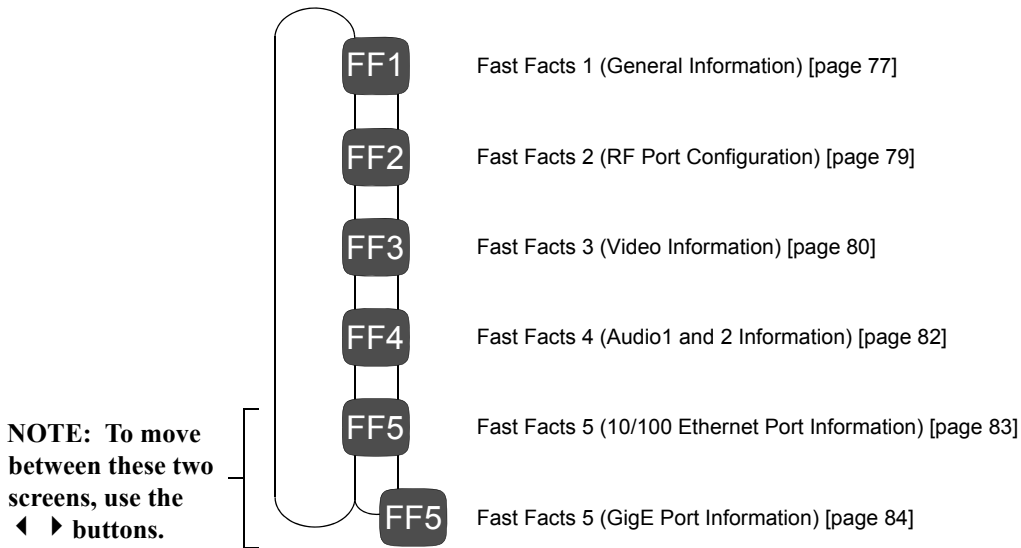 FF1 Fast Facts 1 (General Information) [page 77]
FF2 Fast Facts 2 (RF Port Configuration) [page 79]
FF3 Fast Facts 3 (Video Information) [page 80]
FF4 Fast Facts 4 (Audio1 and 2 Information) [page 82]
FF5 Fast Facts 5 (10/100 Ethernet Port Information) [page 83]
NOTE: To move
between these two
screens, use the
buttons.
FF5 Fast Facts 5 (GigE Port Information) [page 84]